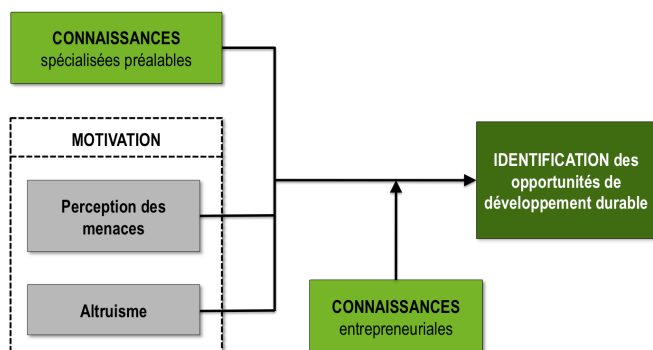 CONNAISSANCES
spécialisées préalables
MOTIVATION
Perception des
menaces
Altruisme
IDENTIFICATION des
opportunités de
développement durable
CONNAISSANCES
entrepreneuriales